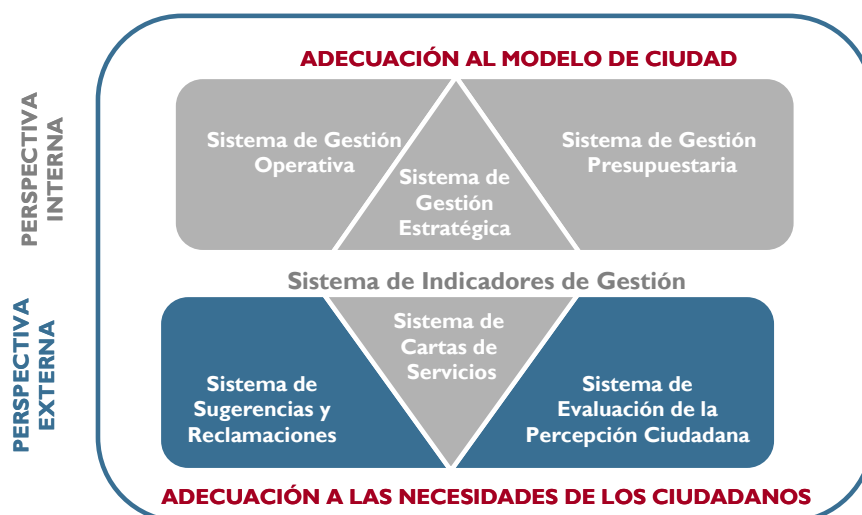 ADECUACIÓN AL MODELO DE CIUDAD
PERSPECTIVA
INTERNA
Sistema de Gestión
Operativa
Sistema de
Gestión
Estratégica
Sistema de Gestión
Presupuestaria
Sistema de Indicadores de Gestión
PERSPECTIVA
EXTERNA
Sistema de
Sugerencias y
Reclamaciones
Sistema de
Cartas de
Servicios
Sistema de
Evaluación de la
Percepción Ciudadana
ADECUACIÓN A LAS NECESIDADES DE LOS CIUDADANOS